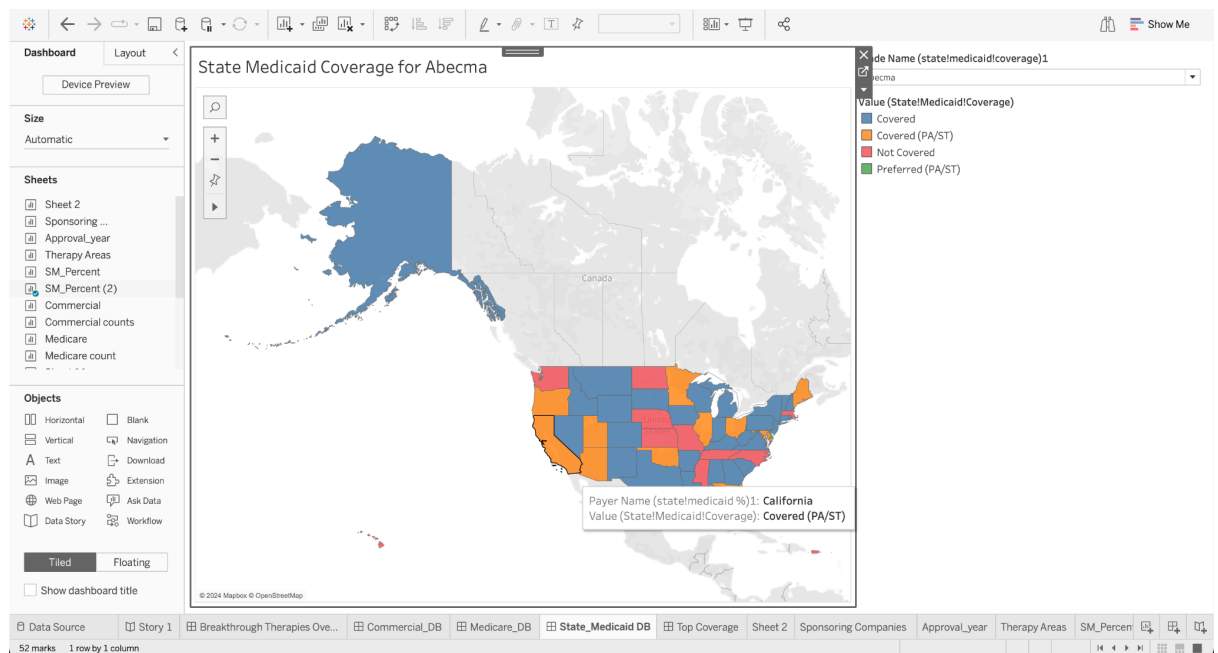 Show Me
Dashboard
Layout
Device Preview
Size
Automatic
Sheets
Sheet 2
Sponsoring ...
Approval_year
Therapy Areas
SM_Percent
SM_Percent (2)
Commercial
Commercial counts
Medicare
Medicare count
Objects
Horizontal
Blank
Vertical
Navigation
A Text
Download
Image
Extension
Web Page
Ask Data
Data Story
Workflow
Tiled
Floating
Show dashboard title
State Medicaid Coverage for Abecma
Canada
United
Payer Name (state!medicaid %)1: California
Value (State!Medicaid!Coverage): Covered (PA/ST)
© 2024 Mapbox © OpenStreetMap
ade Name (state!medicaid!coverage)1
becma
Value (State!Medicaid!Coverage)
Covered
Covered (PA/ST)
Not Covered
Preferred (PA/ST)
Data Source
Story 1
Breakthrough Therapies Ove...
Commercial_DB
Medicare_DB
State_Medicaid DB
Top Coverage
Sheet 2
Sponsoring Companies
Approval_year
Therapy Areas
SM_Percen
52 marks 1 row by 1 column